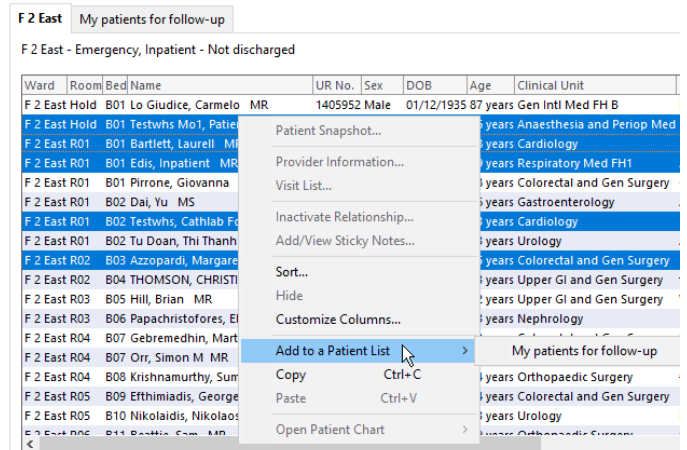 F 2 East My patients for follow-up
F 2 East - Emergency, Inpatient - Not discharged
Ward Room Bed Name UR No. Sex DOB Age Clinical Unit
F 2 East Hold B01 Lo Giudice, Carmelo MR 1405952 Male 01/12/1935 87 years Gen Intl Med FH B
F 2 East Hold B01 Testwhs Mo1, Patie years Anaesthesia and Periop Med
F 2 East R01 B01 Bartlett, Laurell years Cardiology
F 2 East R01 B01 Edis, Inpatient MR years Respiratory Med FH1
F 2 East R01 B01 Pirrone, Giovanna years Colorectal and Gen Surgery
F 2 East R01 B02 Dai, Yu MS years Gastroenterology
F 2 East R01 B02 Testwhs, Cathlab years Cardiology
F 2 East R01 B02 Tu Doan, Thi Thanh years Urology
F 2 East R02 B03 Azzopardi, Margare years Colorectal and Gen Surgery
F 2 East R02 B04 THOMSON, CHRISTI years Upper GI and Gen Surgery
F 2 East R03 B05 Hill, Brian MR years Upper GI and Gen Surgery
F 2 East R03 B06 Papachristofores, years Nephrology
F 2 East R04 B07 Gebremedhin, Mart
F 2 East R04 B07 Orr, Simon M MR
F 2 East R04 B08 Krishnamurthy, Sum years Orthopaedic Surgery
F 2 East R05 B09 Efthimiadis, George years Colorectal and Gen Surgery
F 2 East R05 B10 Nikolaidis, Nikolaos years Urology
F 2 East R06 B11 Beattie, Sam MR years Orthopaedic Surgery
Patient Snapshot...
Provider Information...
Visit List...
Inactivate Relationship...
Add/View Sticky Notes...
Sort...
Hide
Customize Columns...
Add to a Patient List
My patients for follow-up
Copy Ctrl+C
Paste Ctrl+V
Open Patient Chart